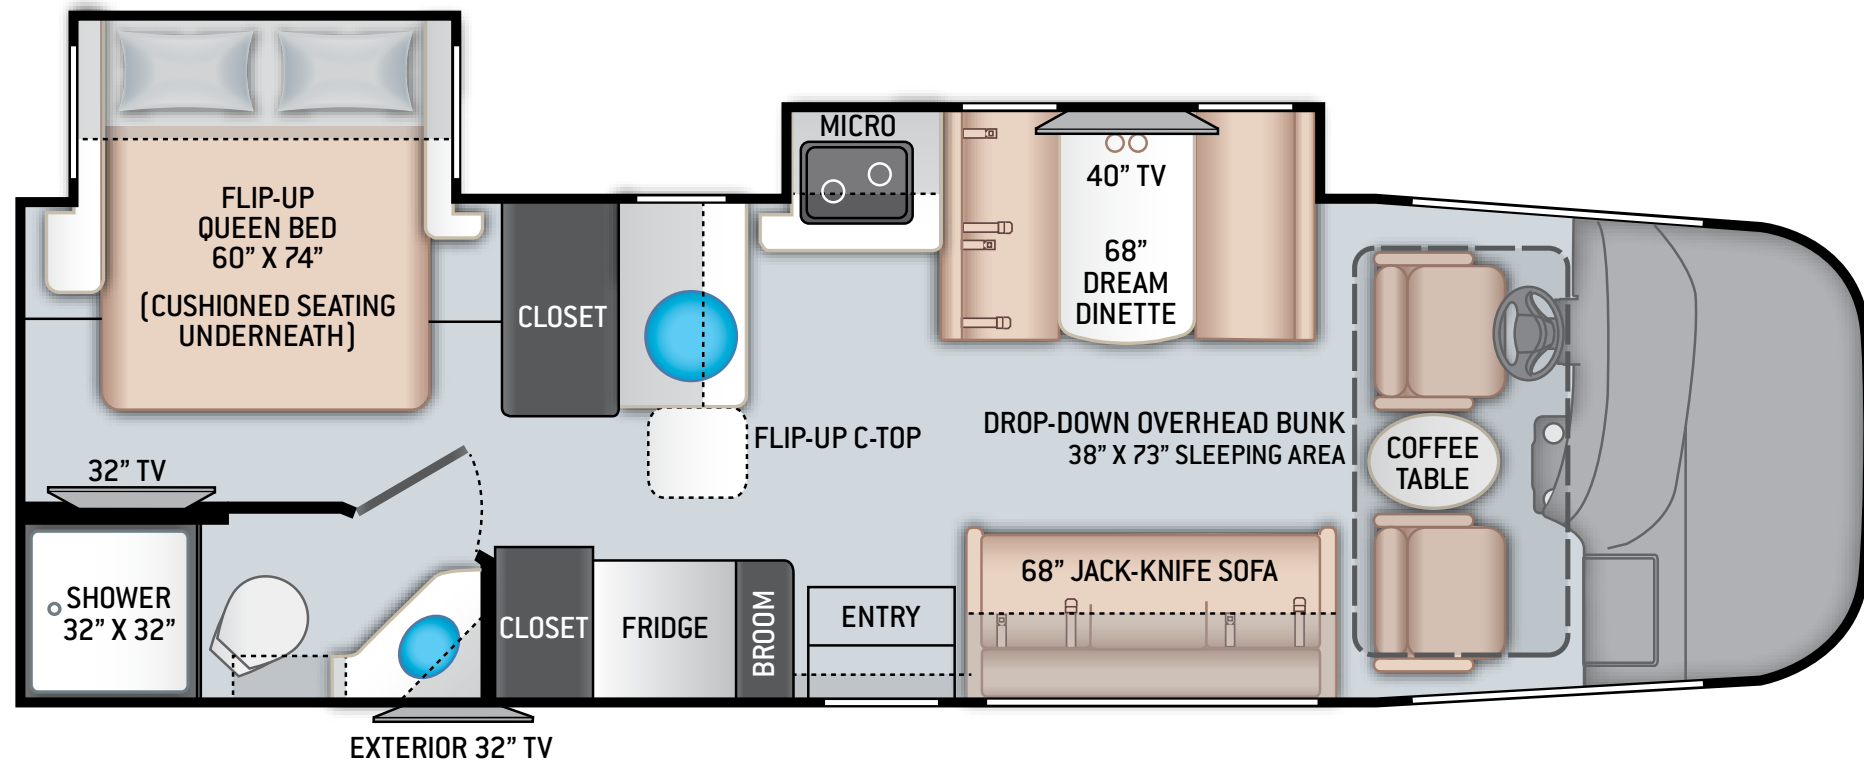 FLIP-UP
QUEEN BED
60” X 74”
(CUSHIONED SEATING
UNDERNEATH)
32” TV
SHOWER
32” X 32”
CLOSET
FLIP-UP C-TOP
CLOSET
FRIDGE
BROOM
ENTRY
EXTERIOR 32” TV
MICRO
40” TV
68”
DREAM
DINETTE
DROP-DOWN OVERHEAD BUNK
38” X 73” SLEEPING AREA
68” JACK-KNIFE SOFA
COFFEE
TABLE